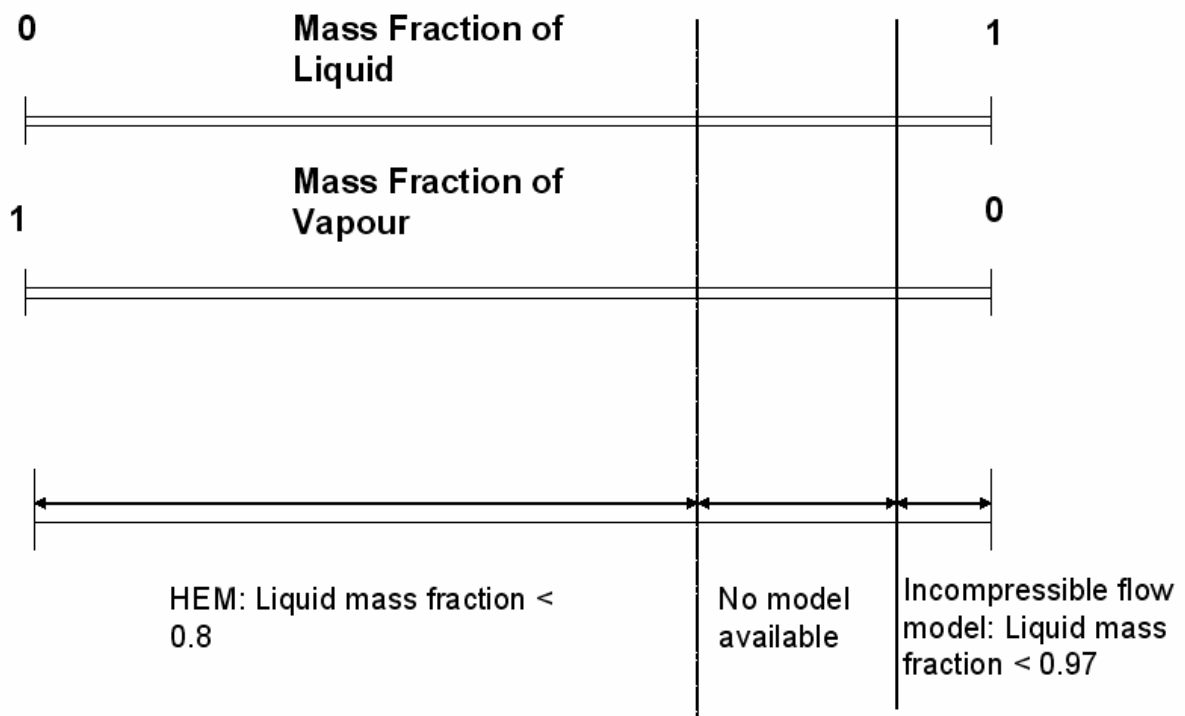 0
Mass Fraction of
Liquid
1
Mass Fraction of
Vapour
1
0
HEM: Liquid mass fraction <
0.8
No model
available
Incompressible flow
model: Liquid mass
fraction < 0.97